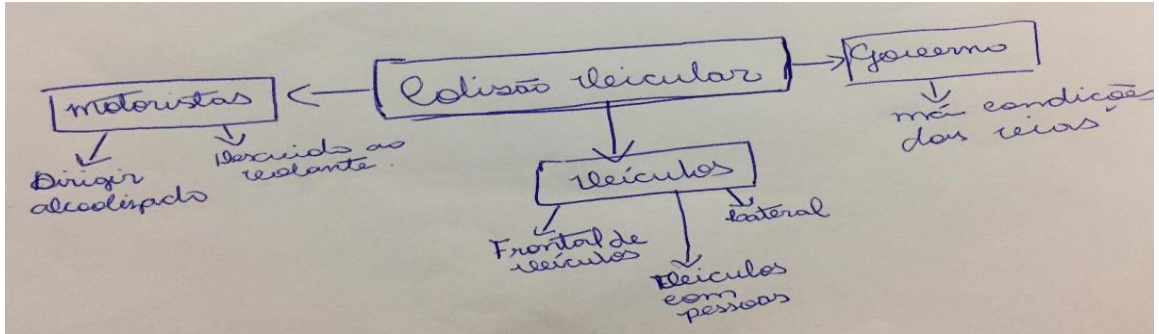 Colisão Veicular
Motoristas
Dirigir
alcoolizado
Descuido ao
volante.
Veículos
Frontal de
veículos
Veiculos
com
pessoas
lateral
Governo
má condições
das vias